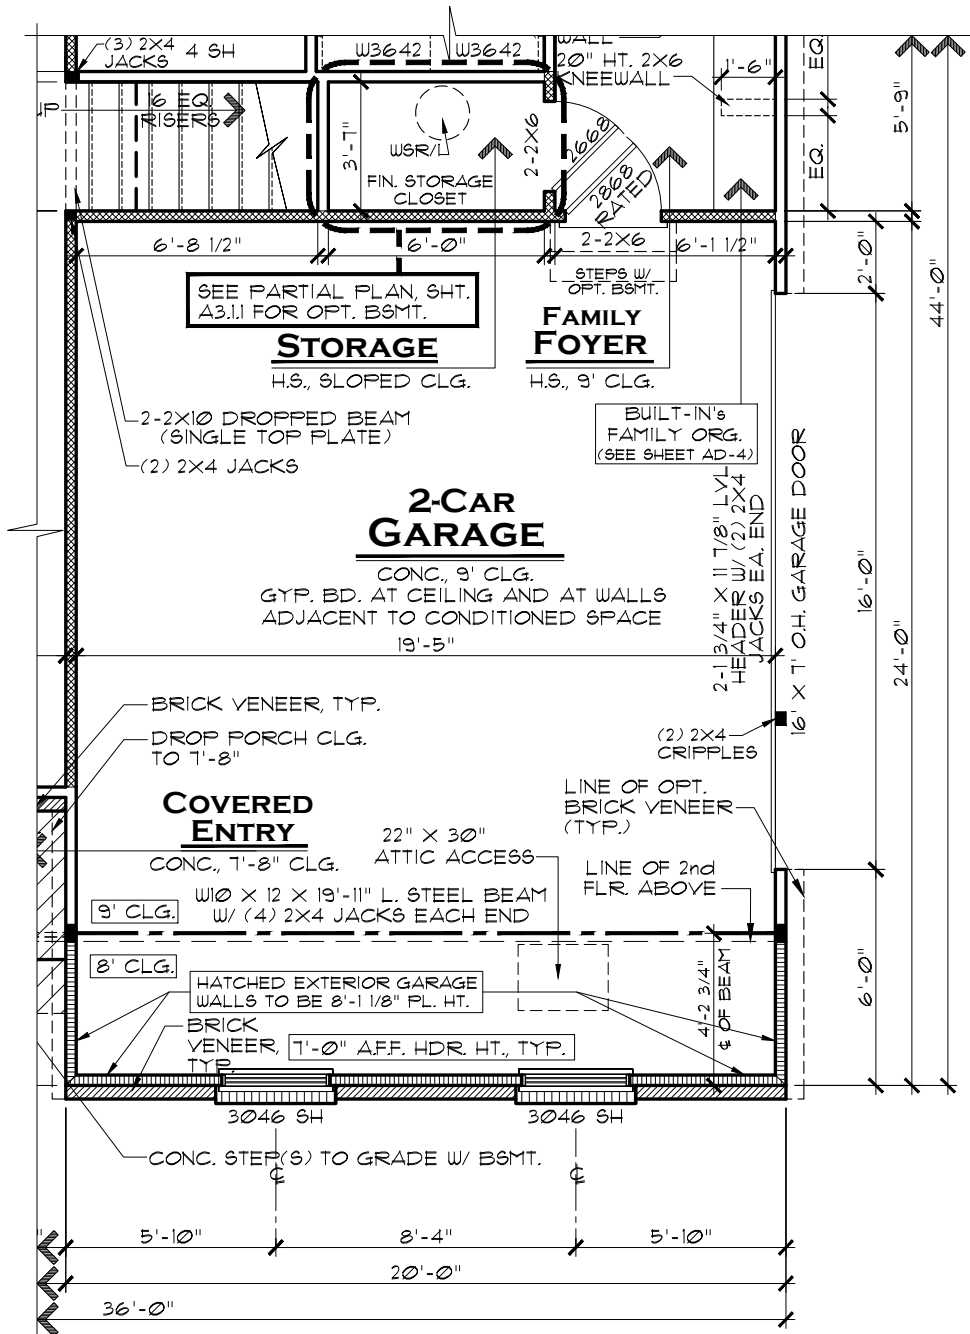 (3) 2X4
JACKS
4 SH
W3642
W3642
WALL
20" HT. 2X6
KNEEWALL
1'-6"
EQ.
EQ.
5'-9"
44'-0"
6 EQ
RISERS
3'-7"
WSR/L
FIN. STORAGE
CLOSET
2-2X6
2668
2868
RATED
6'-8 1/2"
6'-0"
2-2X6
6'-1 1/2"
2'-0"
STEPS W/
OPT. BSMT.
SEE PARTIAL PLAN, SHT.
A3.1.1 FOR OPT. BSMT.
STORAGE
H.S., SLOPED CLG.
FAMILY
FOYER
H.S., 9' CLG.
2-2X10 DROPPED BEAM
(SINGLE TOP PLATE)
(2) 2X4 JACKS
BUILT-IN's
FAMILY ORG.
(SEE SHEET AD-4)
2-CAR
GARAGE
CONC., 9' CLG.
GYP. BD. AT CEILING AND AT WALLS
ADJACENT TO CONDITIONED SPACE
19'-5"
2-1 3/4" X 11 7/8" LVL
HEADER W/ (2) 2X4
JACKS EA. END
16' X 7' O.H. GARAGE DOOR
16'-0"
24'-0"
BRICK VENEER, TYP.
DROP PORCH CLG.
TO 7'-8"
(2) 2X4
CRIPPLES
COVERED
ENTRY
CONC., 7'-8" CLG.
22" X 30"
ATTIC ACCESS
LINE OF OPT.
BRICK VENEER
(TYP.)
LINE OF 2nd
FLR. ABOVE
W10 X 12 X 19'-11" L. STEEL BEAM
W/ (4) 2X4 JACKS EACH END
9' CLG.
8' CLG.
HATCHED EXTERIOR GARAGE
WALLS TO BE 8'-1 1/8" PL. HT.
4'-2 3/4"
℄ OF BEAM
6'-0"
BRICK
VENEER,
TYP.
7'-0" A.F.F. HDR. HT., TYP.
3046 SH
3046 SH
CONC. STEP(S) TO GRADE W/ BSMT.
℄
℄
5'-10"
8'-4"
5'-10"
20'-0"
36'-0"